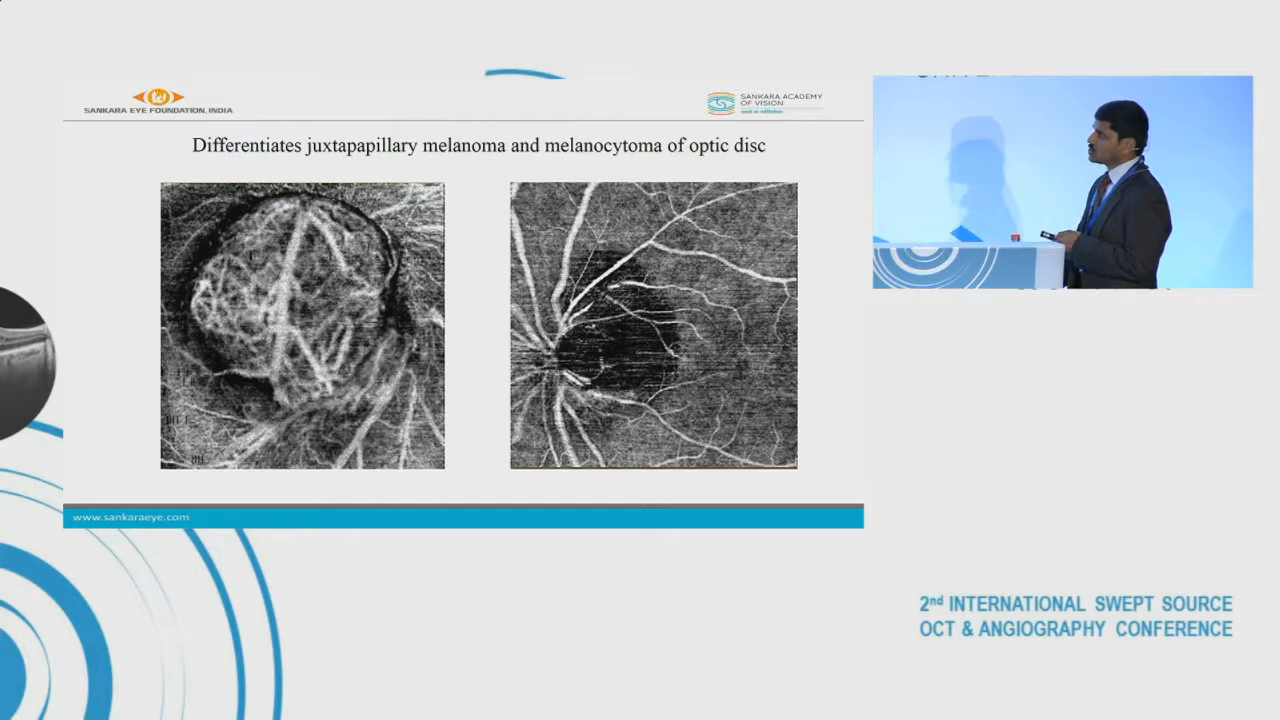 SANKARA EYE FOUNDATION, INDIA
SANKARA ACADEMY
OF VISION
Differentiates juxtapapillary melanoma and melanocytoma of optic disc
www.sankaraeye.com
2nd INTERNATIONAL SWEPT SOURCE
OCT & ANGIOGRAPHY CONFERENCE